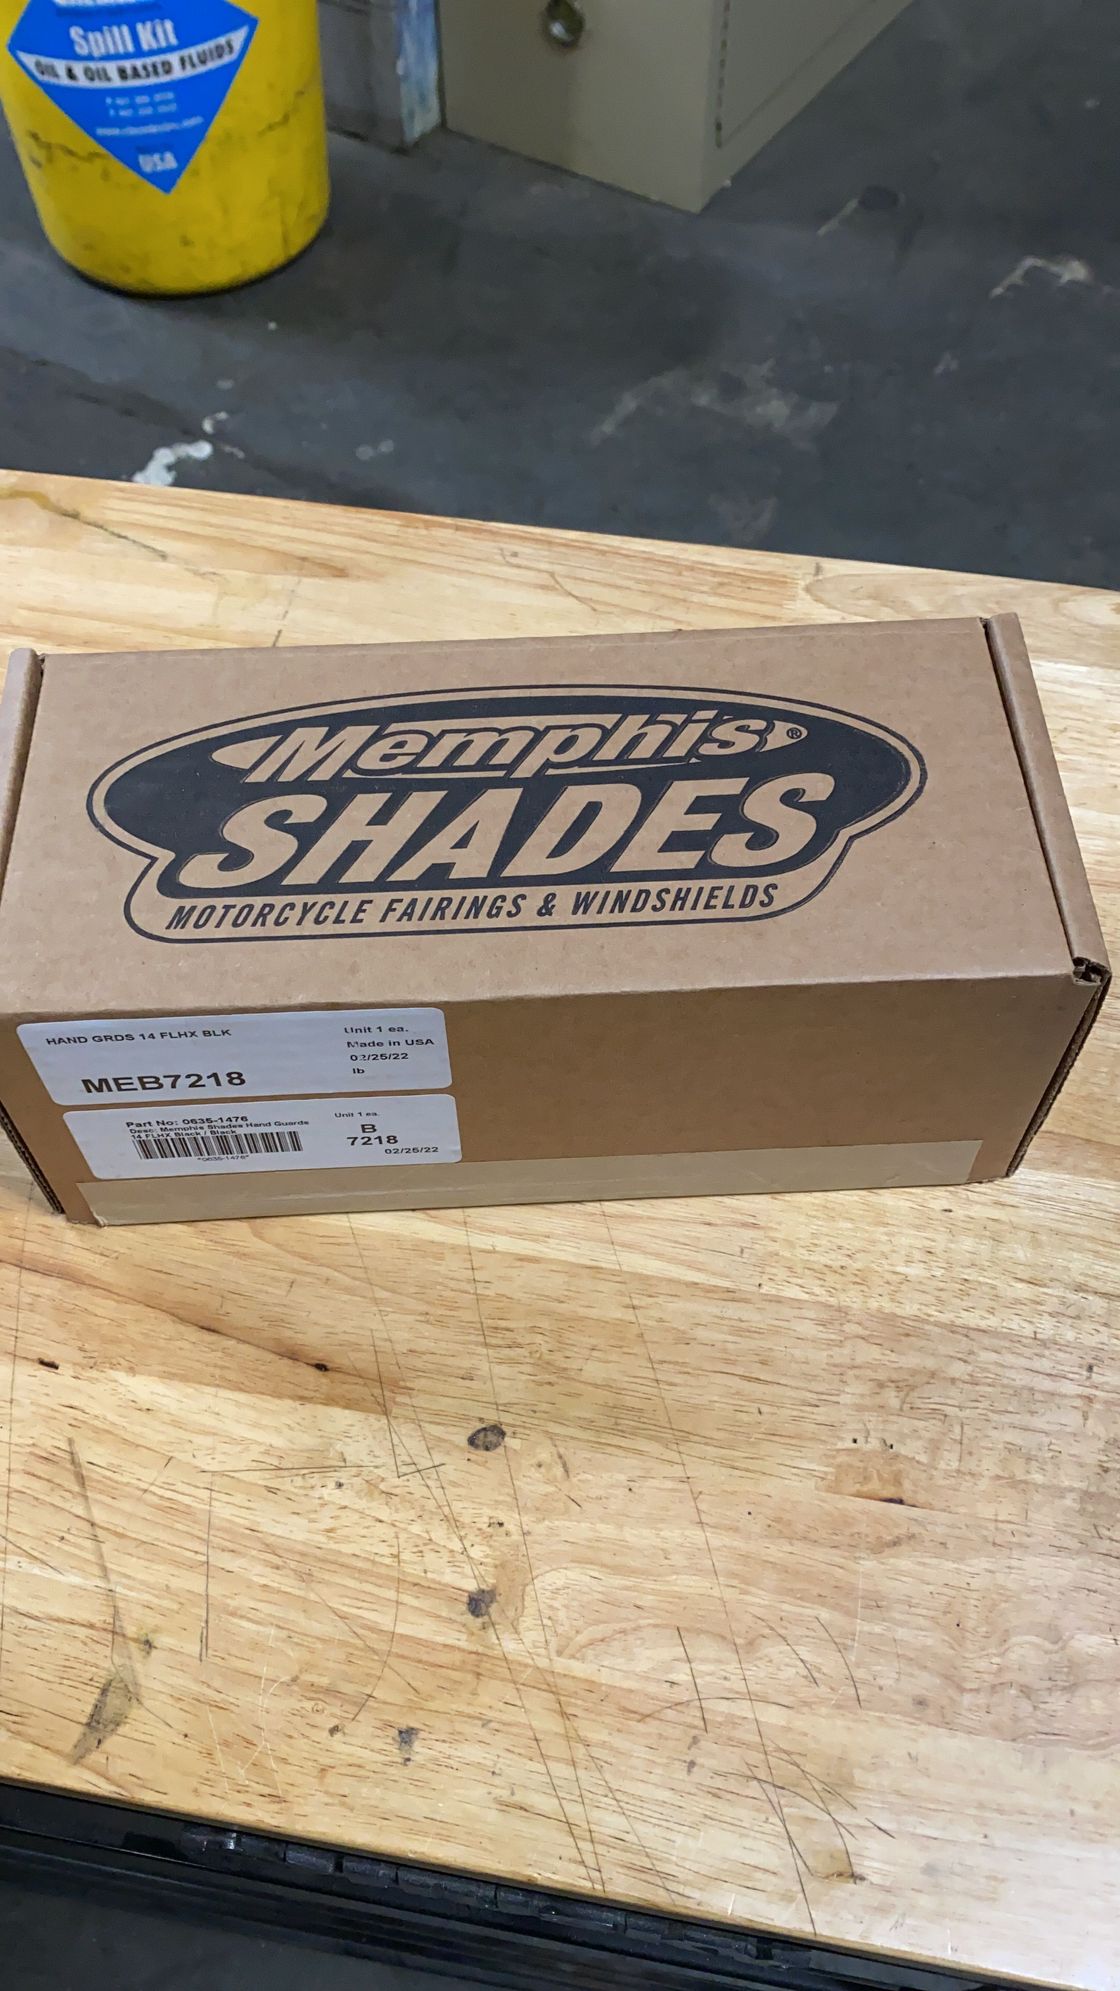 Spill Kit
OIL & OIL BASED FLUIDS
USA
Memphis®
SHADES
MOTORCYCLE FAIRINGS & WINDSHIELDS
HAND GRDS 14 FLHX BLK
MEB7218
Unit 1 ea.
Made in USA
02/25/22
lb
Part No: 0635-1476
Desc: Memphis Shades Hand Guards
14 FLHX Black / Black
*0635-1476*
Unit 1 ea.
B
7218
02/25/22